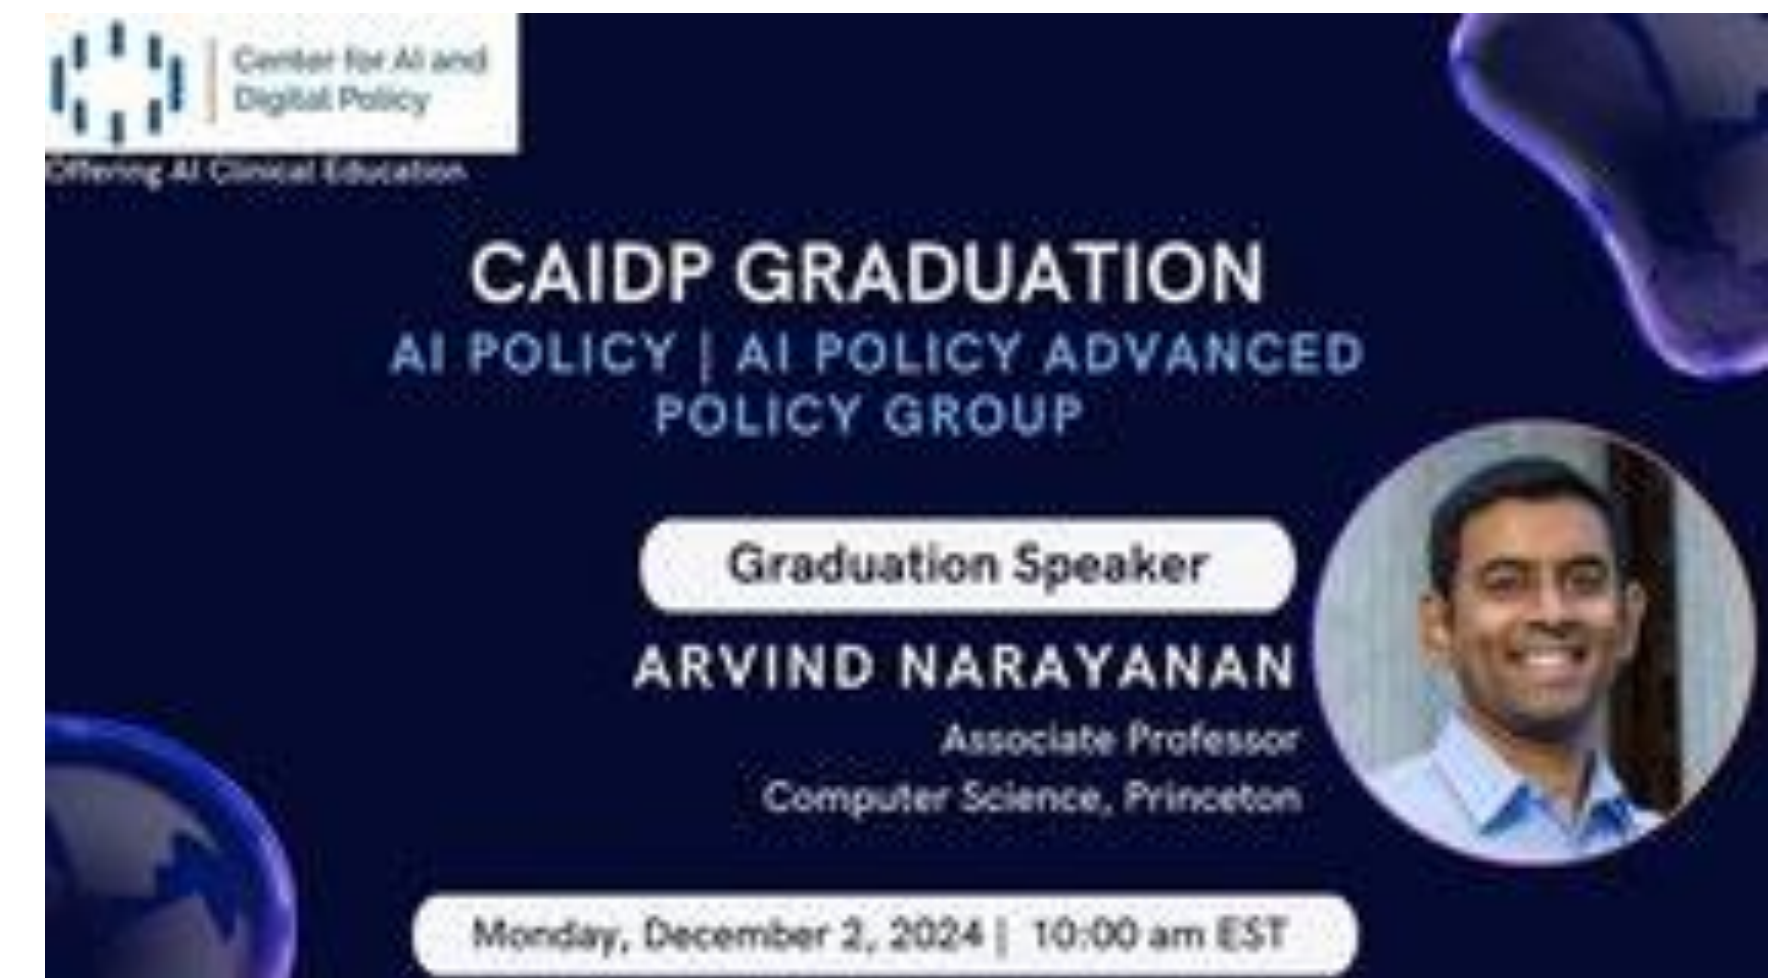 Center for AI and
Digital Policy
Offering AI Clinical Education
CAIDP GRADUATION
AI POLICY | AI POLICY ADVANCED
POLICY GROUP
Graduation Speaker
ARVIND NARAYANAN
Associate Professor
Computer Science, Princeton
Monday, December 2, 2024 | 10:00 am EST